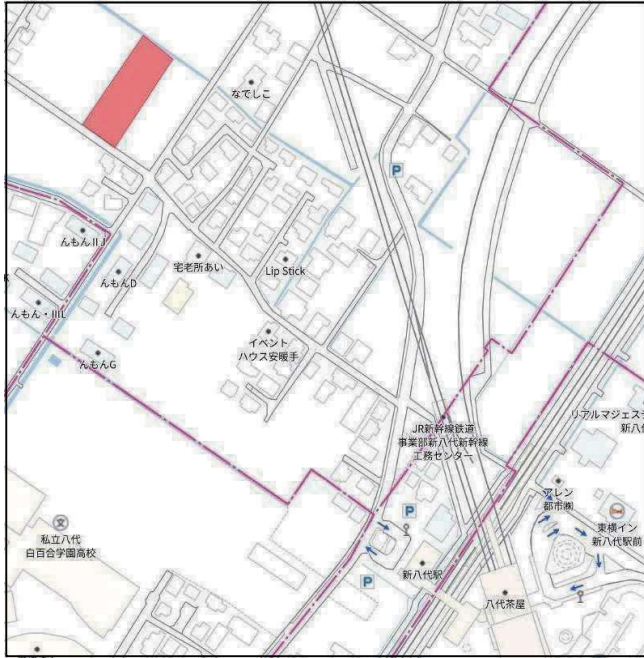 なでしこ
P
んもんⅡJ
宅老所あい
Lip Stick
んもんD
んもん・ⅢL
イベント
ハウス安暖手
んもんG
リアルマジェステ
新八代
JR新幹線鉄道
事業部新八代新幹線
工務センター
アレン
都市㈱
P
東横イン
新八代駅前
文
私立八代
白百合学園高校
新八代駅
P
八代茶屋